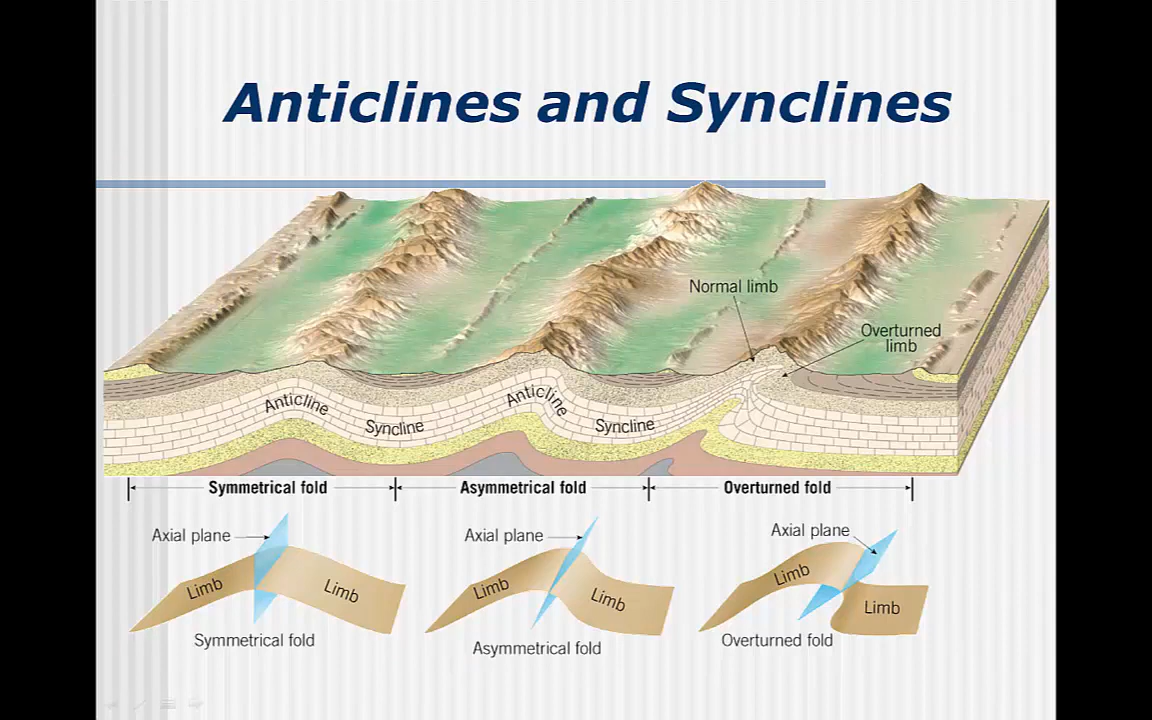 Anticlines and Synclines
Normal limb
Overturned
limb
Anticline
Syncline
Anticline
Syncline
Symmetrical fold
Asymmetrical fold
Overturned fold
Axial plane
Limb
Limb
Symmetrical fold
Axial plane
Limb
Limb
Asymmetrical fold
Axial plane
Limb
Limb
Overturned fold